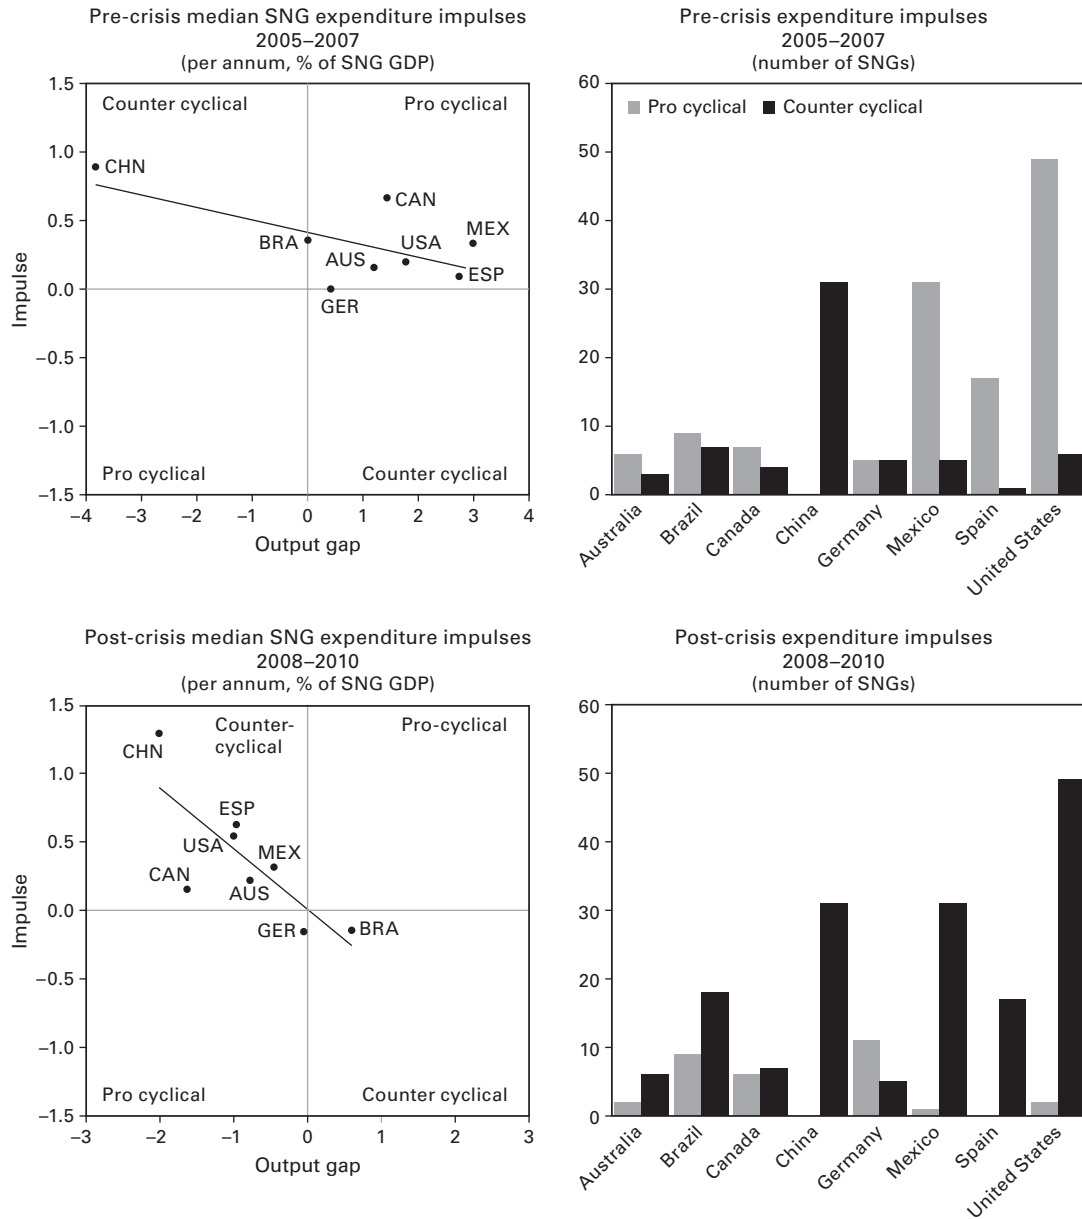 Pre-crisis median SNG expenditure impulses
2005–2007
(per annum, % of SNG GDP)
1.5
1.0
0.5
0.0
–0.5
–1.0
–1.5
Impulse
Counter cyclical
Pro cyclical
CHN
CAN
BRA
USA
MEX
AUS
ESP
GER
Pro cyclical
Counter cyclical
–4 –3 –2 –1 0 1 2 3 4
Output gap
Pre-crisis expenditure impulses
2005–2007
(number of SNGs)
60
50
40
30
20
10
0
Pro cyclical
Counter cyclical
Australia
Brazil
Canada
China
Germany
Mexico
Spain
United States
Post-crisis median SNG expenditure impulses
2008–2010
(per annum, % of SNG GDP)
1.5
1.0
0.5
0.0
–0.5
–1.0
–1.5
Impulse
Counter-
cyclical
Pro-cyclical
CHN
ESP
USA
MEX
CAN
AUS
GER
BRA
Pro cyclical
Counter cyclical
–3 –2 –1 0 1 2 3
Output gap
Post-crisis expenditure impulses
2008–2010
(number of SNGs)
60
50
40
30
20
10
0
Australia
Brazil
Canada
China
Germany
Mexico
Spain
United States